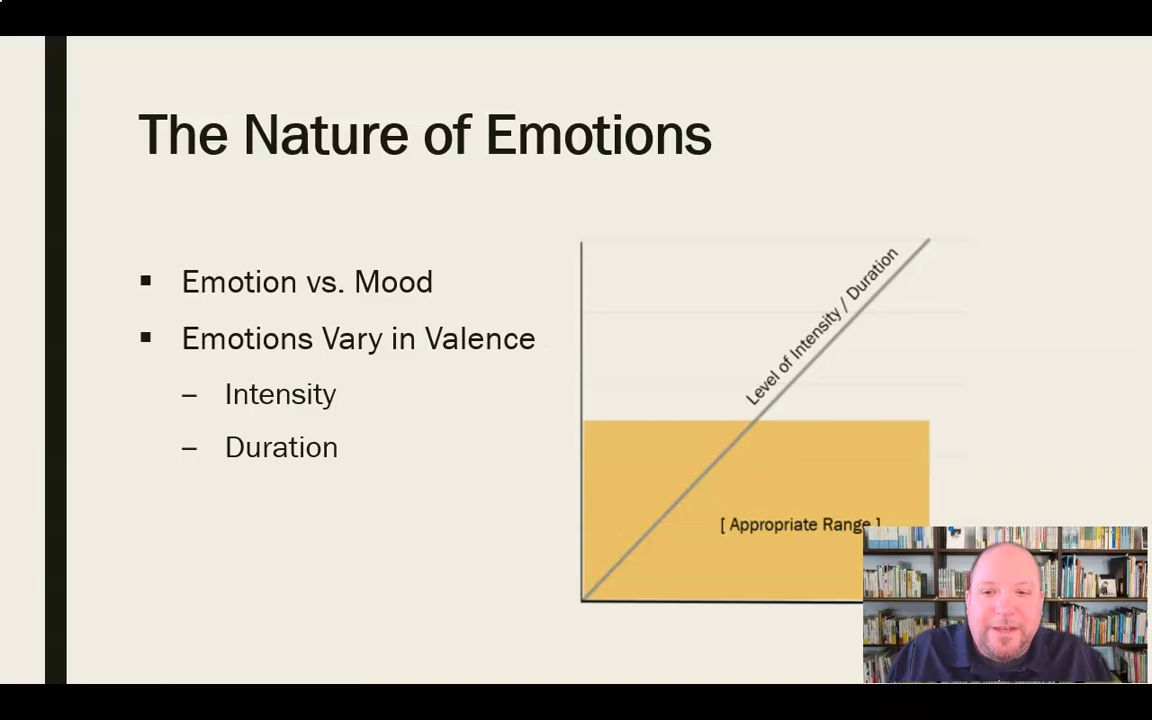 The Nature of Emotions
▪ Emotion vs. Mood
▪ Emotions Vary in Valence
– Intensity
– Duration
Level of Intensity / Duration
[ Appropriate Range ]